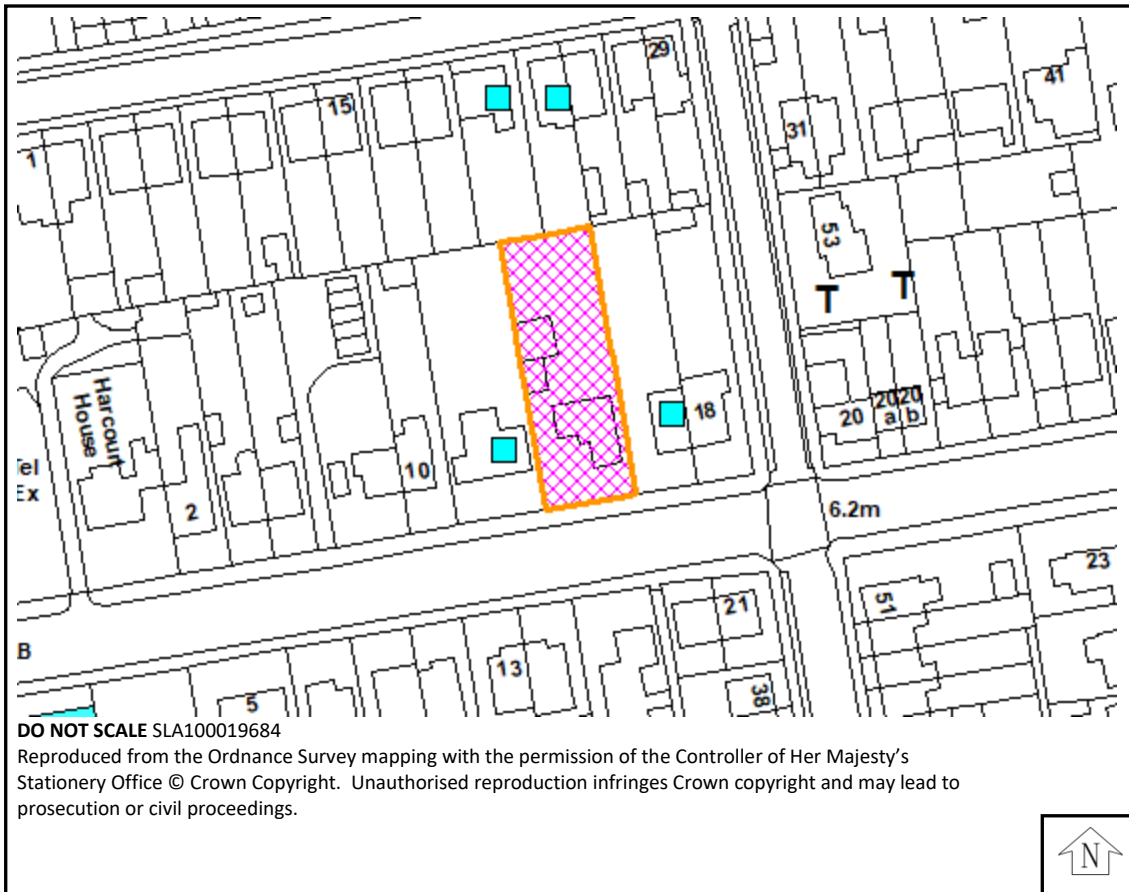 29
41
15
31
1
53
T
T
Harcourt
House
18
20
20
a
20
b
10
2
6.2m
23
51
21
13
38
5
B
DO NOT SCALE SLA100019684
Reproduced from the Ordnance Survey mapping with the permission of the Controller of Her Majesty's
Stationery Office © Crown Copyright. Unauthorised reproduction infringes Crown copyright and may lead to
prosecution or civil proceedings.
N